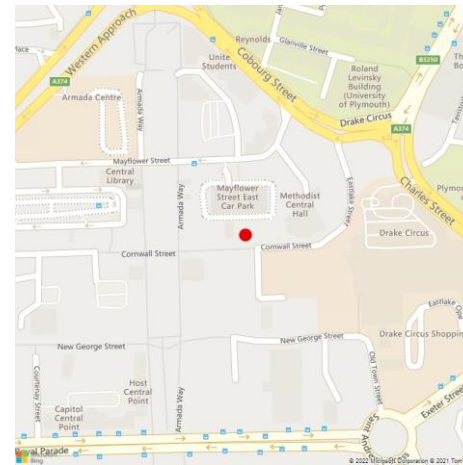 Western Approach
Place
A374
Armada Centre
Armada Way
Reynolds
Glanville Street
Unite
Students
Cobourg Street
Roland
Levinsky
Building
(University
of Plymouth)
B3250
Drake Circus
A374
Charles Street
Mayflower Street
Central
Library
Armada Way
Mayflower
Street East
Car Park
Methodist
Central
Hall
Eastlake Street
Drake Circus
Cornwall Street
Cornwall Street
New George Street
New George Street
Drake Circus Shoppin
Old Town Street
Courtenay Street
Host
Central
Point
Capitol
Central
Point
Armada Way
Exeter Street
Royal Parade
Bing
© 2022 Microsoft Corporation © 2021 Tom